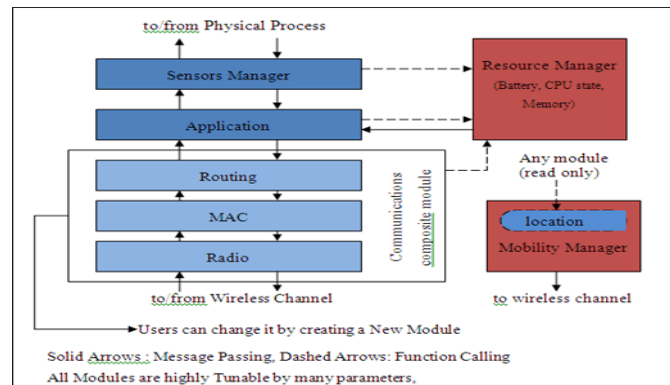 to/from Physical Process
Sensors Manager
Resource Manager
(Battery, CPU state,
Memory)
Application
Any module
(read only)
Routing
MAC
Radio
Communications
composite module
location
Mobility Manager
to/from Wireless Channel
to wireless channel
Users can change it by creating a New Module
Solid Arrows : Message Passing, Dashed Arrows: Function Calling
All Modules are highly Tunable by many parameters,